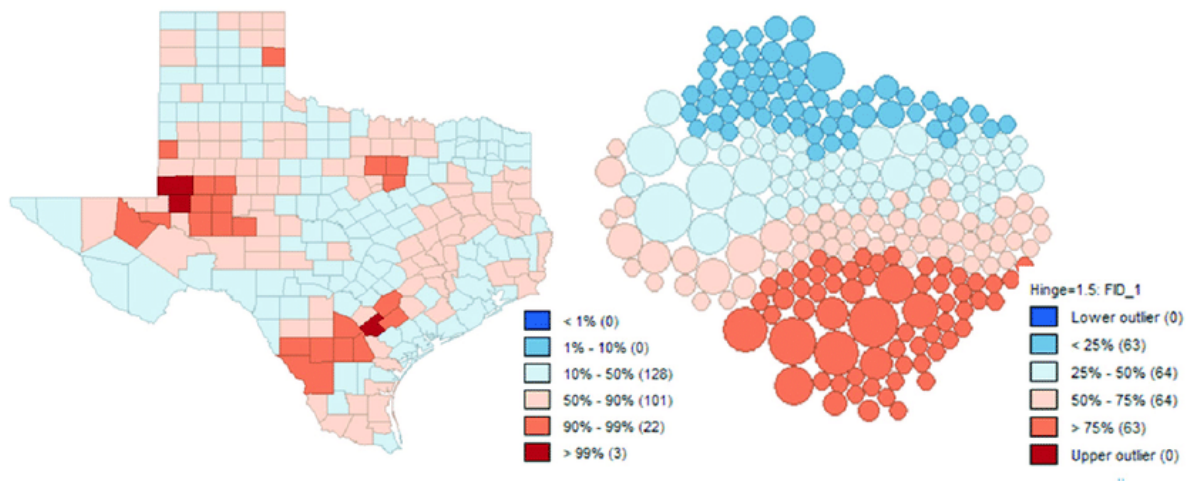 < 1% (0)
1% - 10% (0)
10% - 50% (128)
50% - 90% (101)
90% - 99% (22)
> 99% (3)
Hinge=1.5: FID_1
Lower outlier (0)
< 25% (63)
25% - 50% (64)
50% - 75% (64)
> 75% (63)
Upper outlier (0)